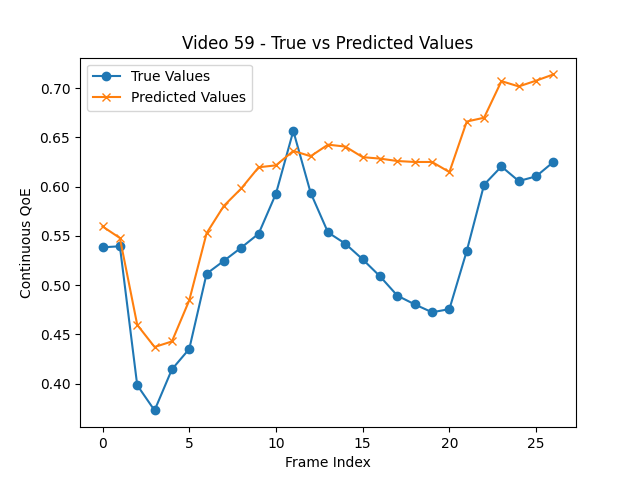 Video 59 - True vs Predicted Values
True Values
Predicted Values
0.70
0.65
0.60
0.55
0.50
0.45
0.40
Continuous QoE
0 5 10 15 20 25
Frame Index